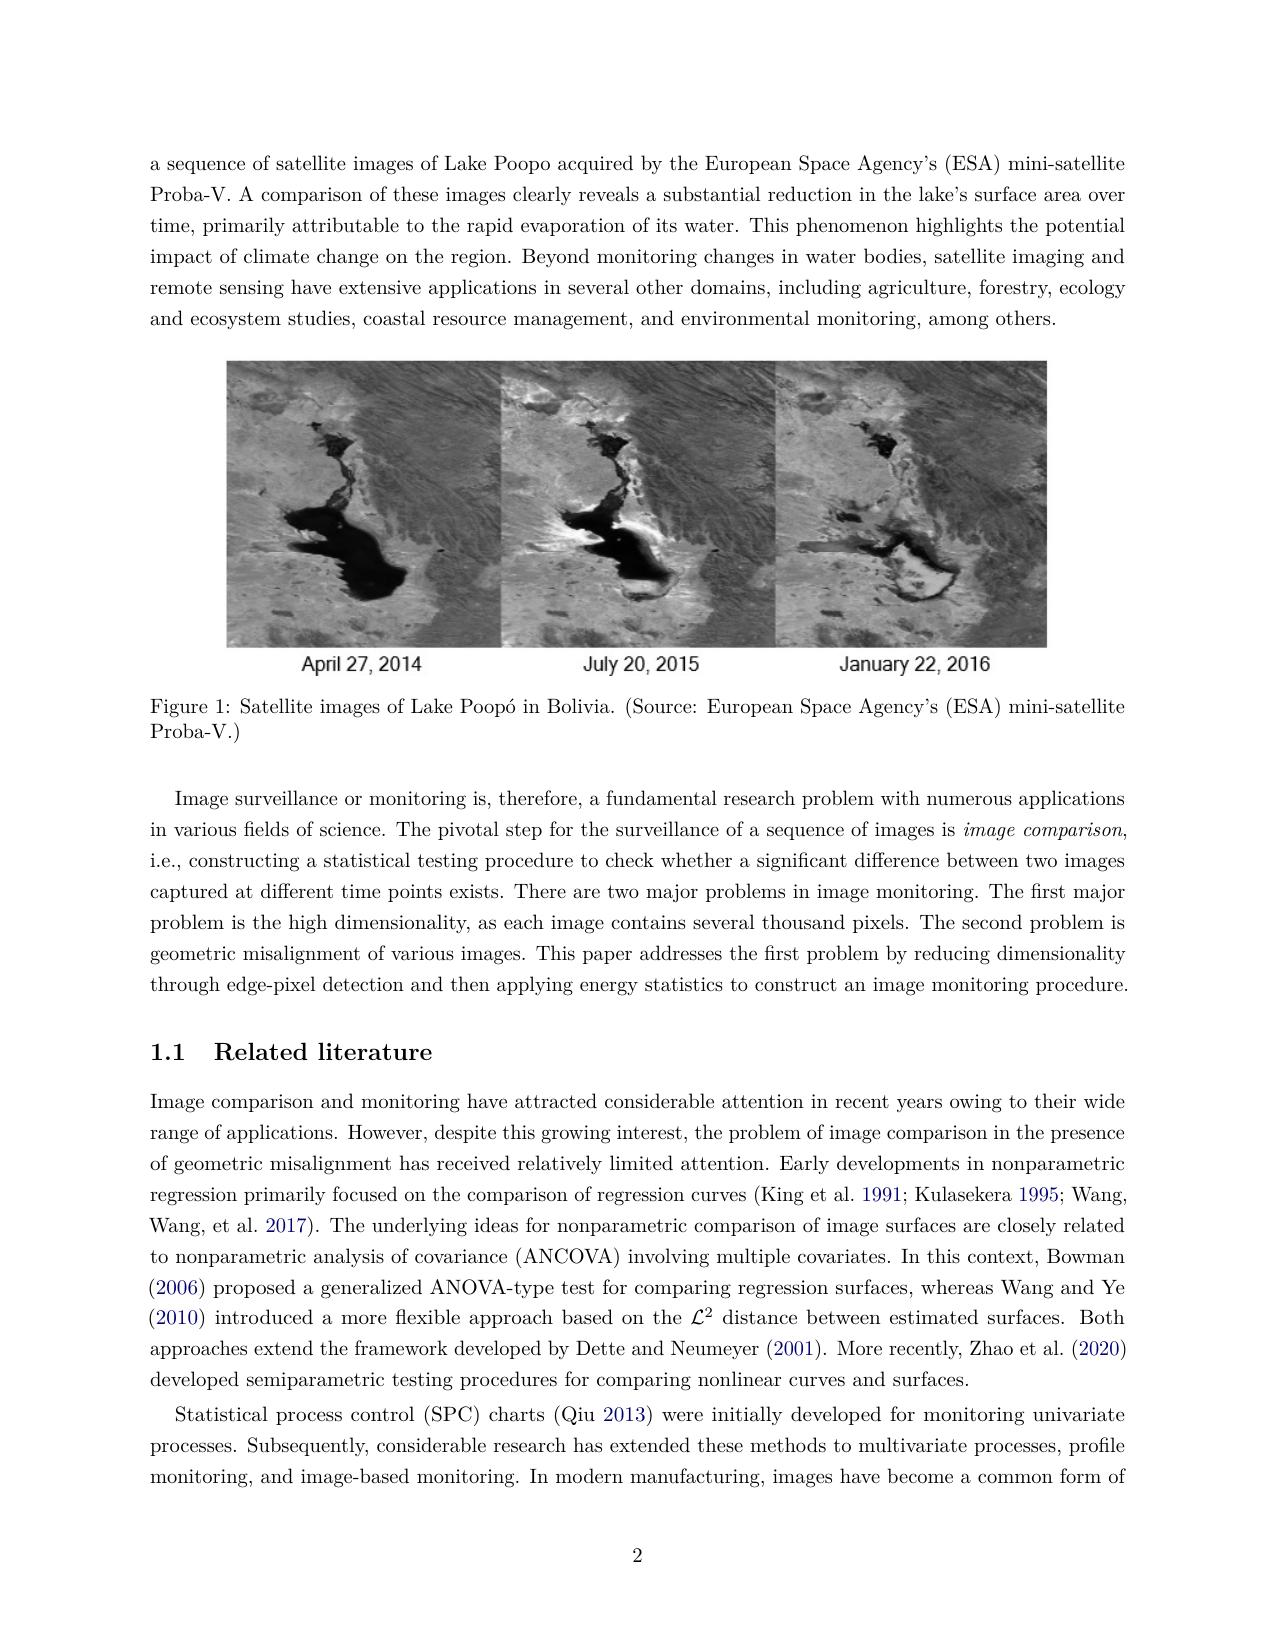 a sequence of satellite images of Lake Poopo acquired by the European Space Agency's (ESA) mini-satellite
Proba-V. A comparison of these images clearly reveals a substantial reduction in the lake's surface area over
time, primarily attributable to the rapid evaporation of its water. This phenomenon highlights the potential
impact of climate change on the region. Beyond monitoring changes in water bodies, satellite imaging and
remote sensing have extensive applications in several other domains, including agriculture, forestry, ecology
and ecosystem studies, coastal resource management, and environmental monitoring, among others.
April 27, 2014
July 20, 2015
January 22, 2016
Figure 1: Satellite images of Lake Poopó in Bolivia. (Source: European Space Agency's (ESA) mini-satellite
Proba-V.)
Image surveillance or monitoring is, therefore, a fundamental research problem with numerous applications
in various fields of science. The pivotal step for the surveillance of a sequence of images is image comparison,
i.e., constructing a statistical testing procedure to check whether a significant difference between two images
captured at different time points exists. There are two major problems in image monitoring. The first major
problem is the high dimensionality, as each image contains several thousand pixels. The second problem is
geometric misalignment of various images. This paper addresses the first problem by reducing dimensionality
through edge-pixel detection and then applying energy statistics to construct an image monitoring procedure.
1.1 Related literature
Image comparison and monitoring have attracted considerable attention in recent years owing to their wide
range of applications. However, despite this growing interest, the problem of image comparison in the presence
of geometric misalignment has received relatively limited attention. Early developments in nonparametric
regression primarily focused on the comparison of regression curves (King et al. 1991; Kulasekera 1995; Wang,
Wang, et al. 2017). The underlying ideas for nonparametric comparison of image surfaces are closely related
to nonparametric analysis of covariance (ANCOVA) involving multiple covariates. In this context, Bowman
(2006) proposed a generalized ANOVA-type test for comparing regression surfaces, whereas Wang and Ye
(2010) introduced a more flexible approach based on the ℒ² distance between estimated surfaces. Both
approaches extend the framework developed by Dette and Neumeyer (2001). More recently, Zhao et al. (2020)
developed semiparametric testing procedures for comparing nonlinear curves and surfaces.
Statistical process control (SPC) charts (Qiu 2013) were initially developed for monitoring univariate
processes. Subsequently, considerable research has extended these methods to multivariate processes, profile
monitoring, and image-based monitoring. In modern manufacturing, images have become a common form of
2